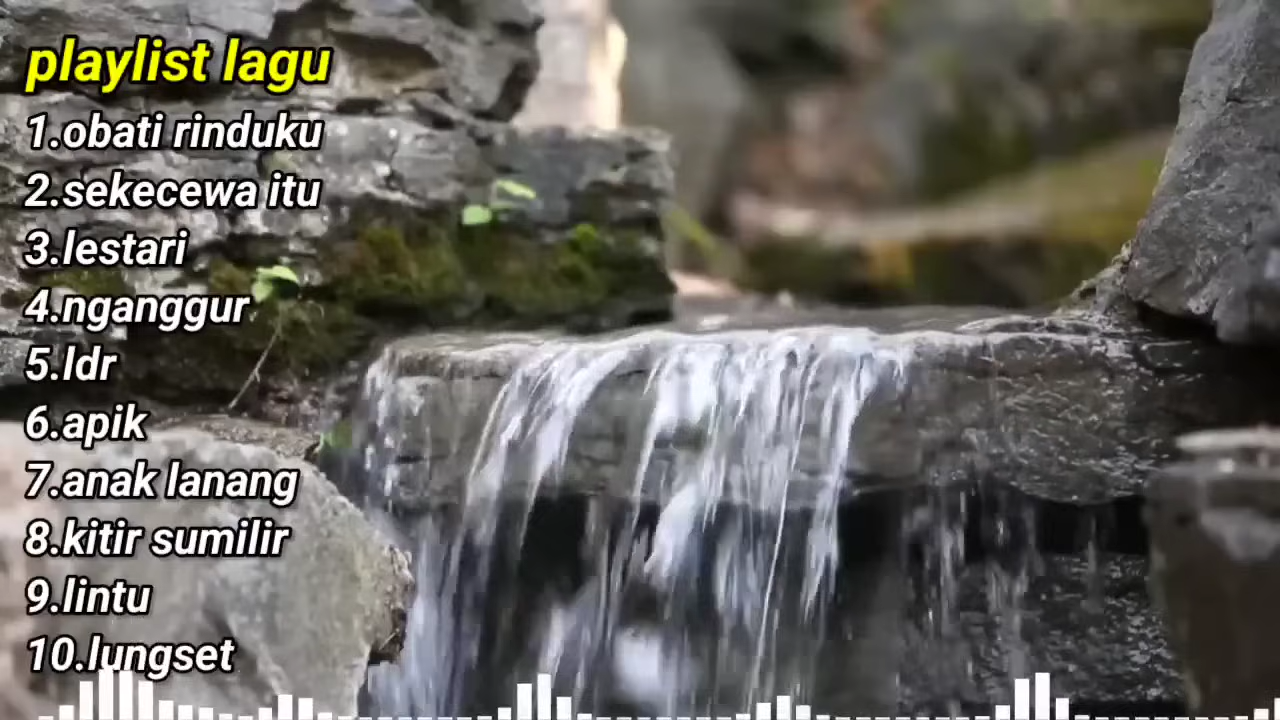 playlist lagu
1.obati rinduku
2.sekecewa itu
3.lestari
4.nganggur
5.ldr
6.apik
7.anak lanang
8.kitir sumilir
9.lintu
10.lungset